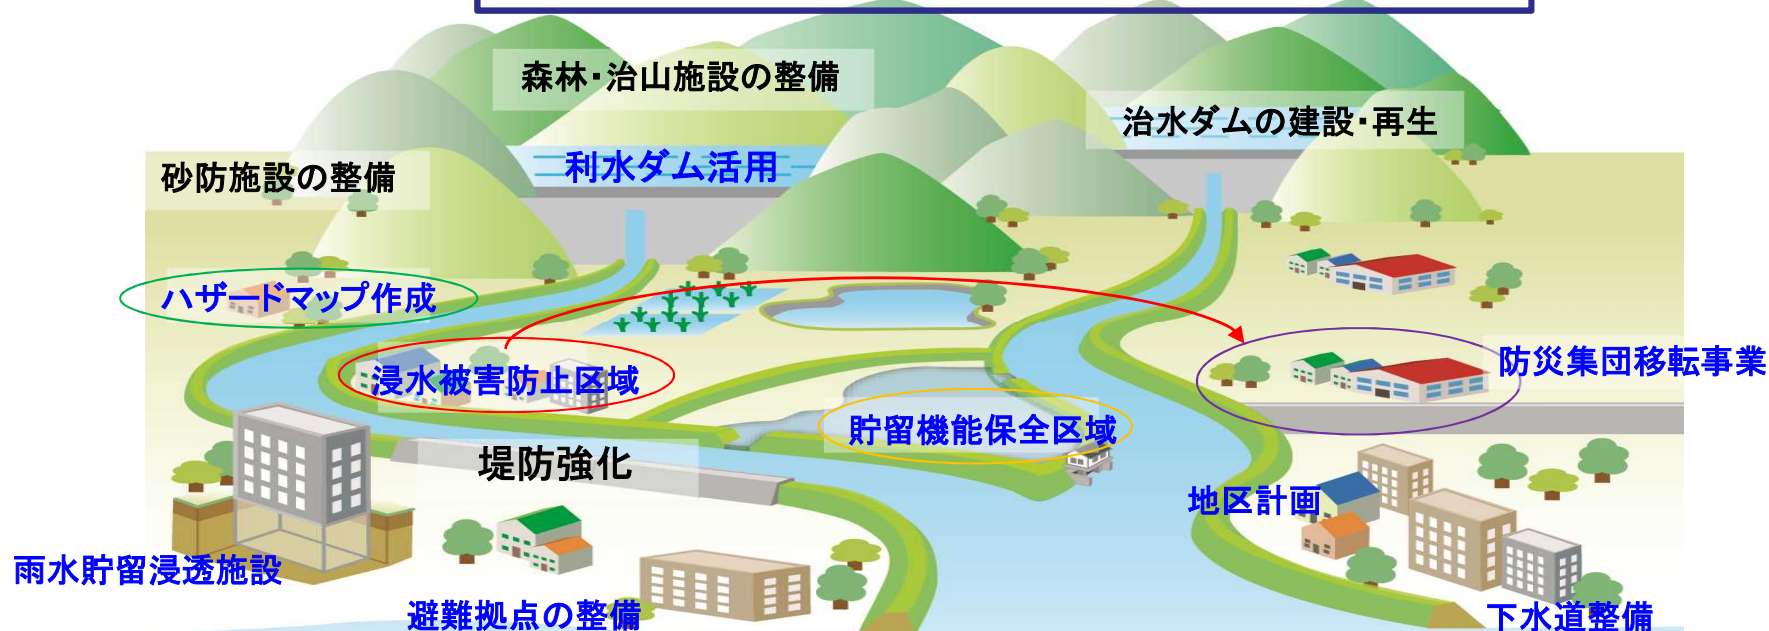 森林・治山施設の整備
治水ダムの建設・再生
砂防施設の整備
利水ダム活用
ハザードマップ作成
浸水被害防止区域
防災集団移転事業
貯留機能保全区域
堤防強化
地区計画
雨水貯留浸透施設
避難拠点の整備
下水道整備